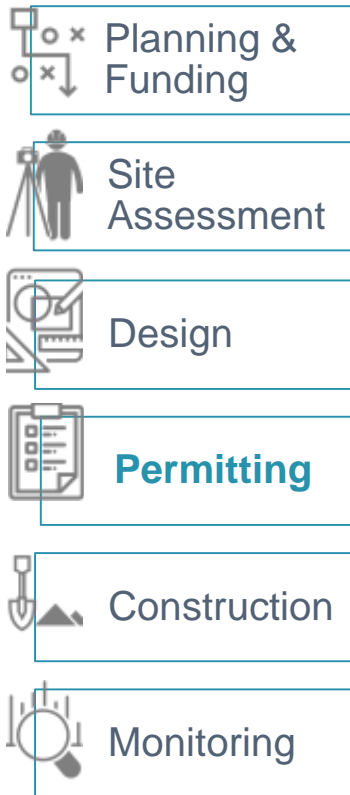 Planning &
Funding
Site
Assessment
Design
Permitting
Construction
Monitoring